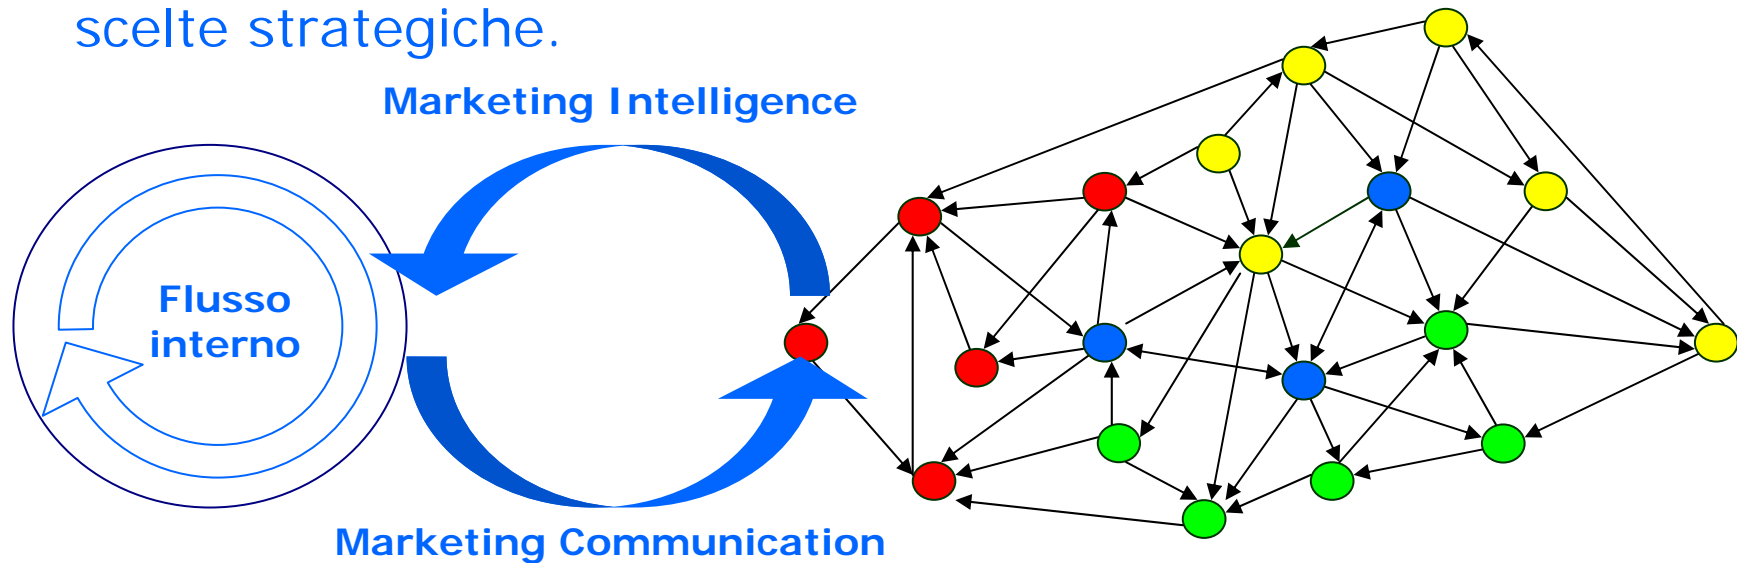 scelte strategiche.
Marketing Intelligence
Flusso
interno
Marketing Communication